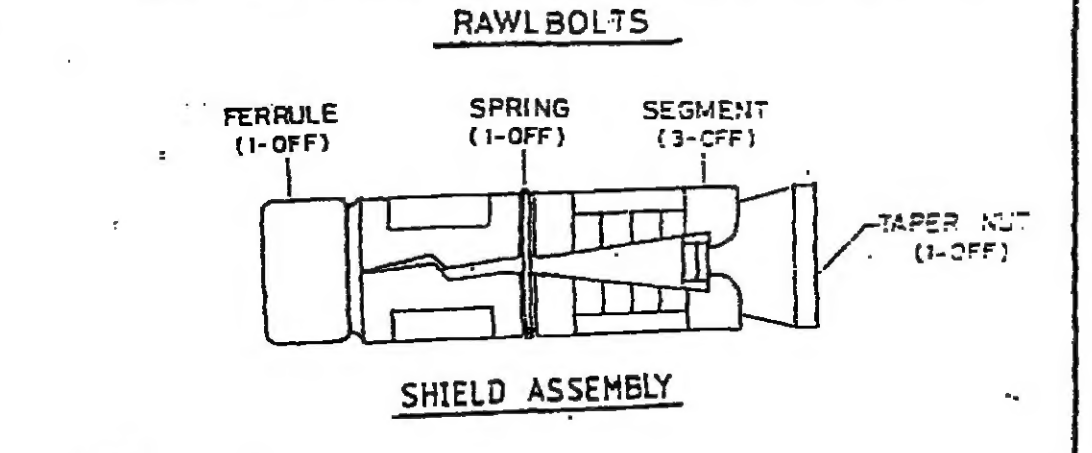 RAWLBOLTS
FERRULE
(1-OFF)
SPRING
(1-OFF)
SEGMENT
(3-OFF)
TAPER NUT
(1-OFF)
SHIELD ASSEMBLY